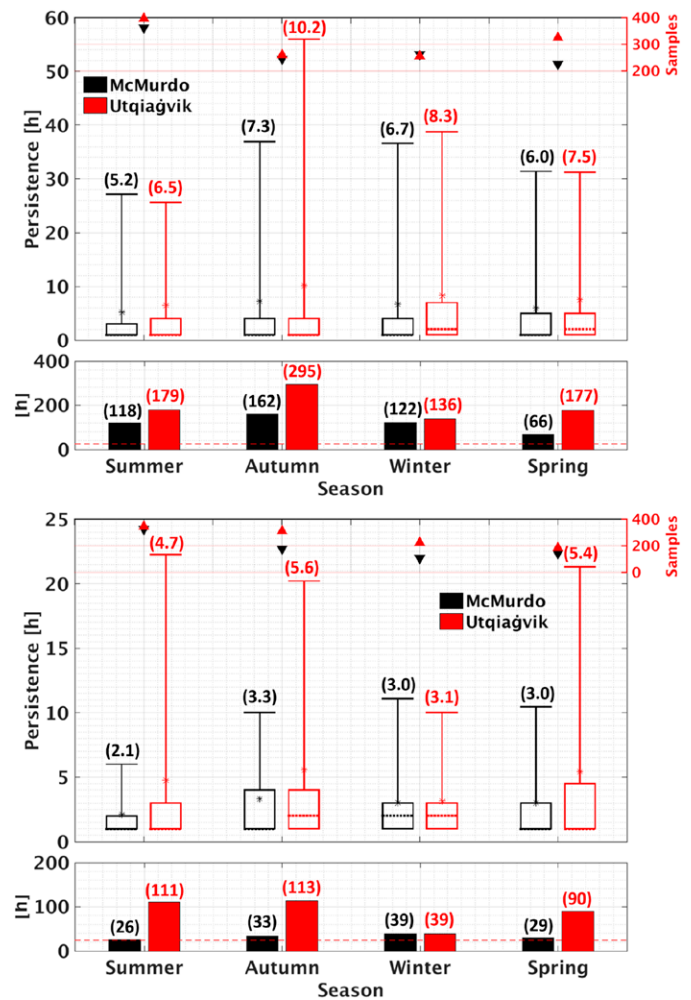 60
50
40
30
20
10
0
Persistence [h]
400
300
200
Samples
McMurdo
Utqiaġvik
(5.2)
(6.5)
(7.3)
(10.2)
(6.7)
(8.3)
(6.0)
(7.5)
400
200
0
[h]
(118)
(179)
(162)
(295)
(122)
(136)
(66)
(177)
Summer
Autumn
Winter
Spring
Season
25
20
15
10
5
0
Persistence [h]
400
200
0
Samples
McMurdo
Utqiaġvik
(2.1)
(4.7)
(3.3)
(5.6)
(3.0)
(3.1)
(3.0)
(5.4)
200
100
0
[h]
(26)
(111)
(33)
(113)
(39)
(39)
(29)
(90)
Summer
Autumn
Winter
Spring
Season